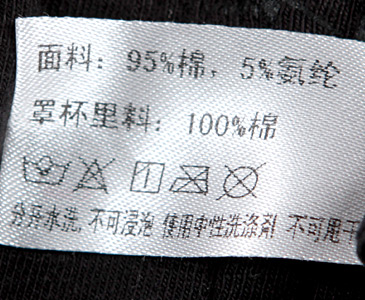 面料：95%棉，5%氨纶
罩杯里料：100%棉
分开水洗，不可浸泡 使用中性洗涤剂 不可用干